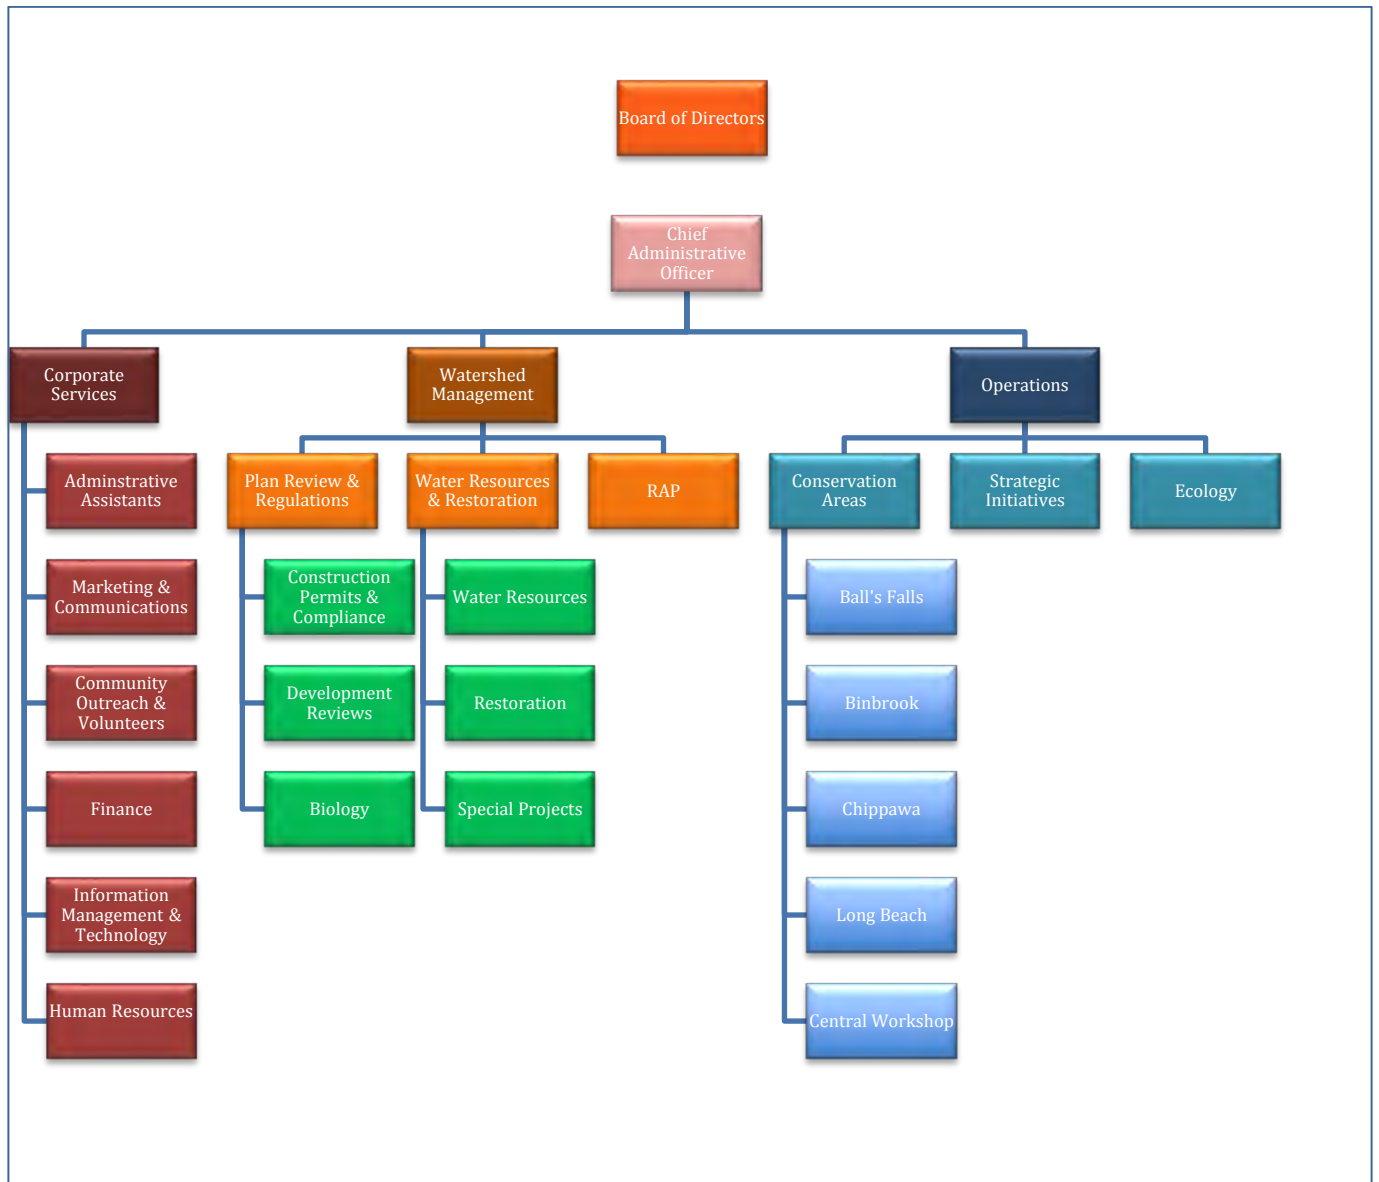 Board of Directors
Chief
Administrative
Officer
Corporate
Services
Watershed
Management
Operations
Adminstrative
Assistants
Plan Review &
Regulations
Water Resources
& Restoration
RAP
Conservation
Areas
Strategic
Initiatives
Ecology
Marketing &
Communications
Construction
Permits &
Compliance
Water Resources
Ball's Falls
Community
Outreach &
Volunteers
Development
Reviews
Restoration
Binbrook
Finance
Biology
Special Projects
Chippawa
Information
Management &
Technology
Long Beach
Human Resources
Central Workshop